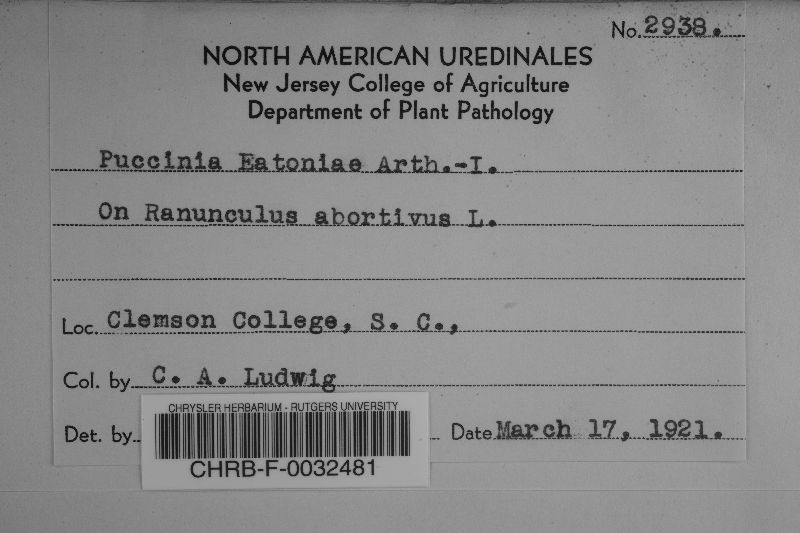 No. 2938.
NORTH AMERICAN UREDINALES
New Jersey College of Agriculture
Department of Plant Pathology
Puccinia Eatoniae Arth.-I.
On Ranunculus abortivus L.
Loc. Clemson College, S. C.,
Col. by C. A. Ludwig
Det. by Date March 17, 1921.
CHRYSLER HERBARIUM - RUTGERS UNIVERSITY
CHRB-F-0032481